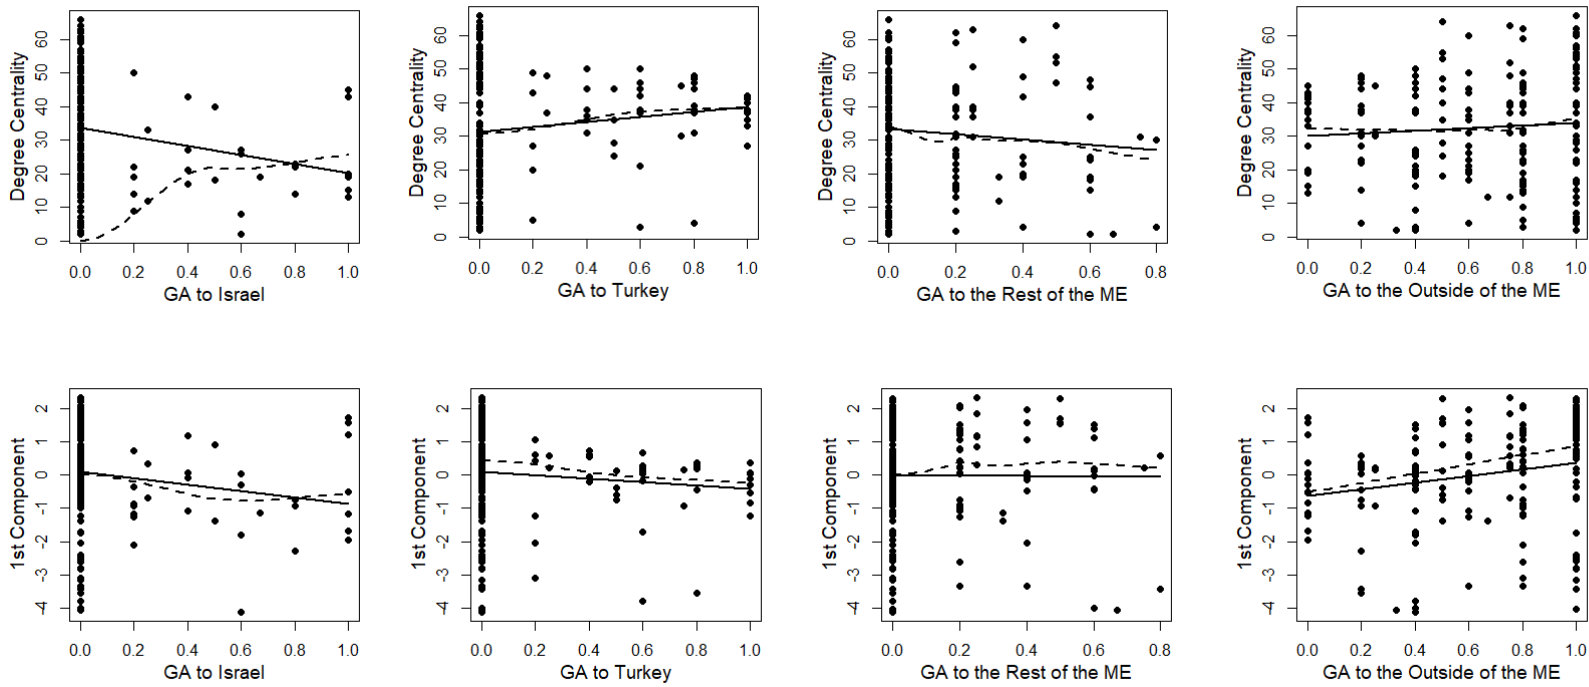 Degree Centrality
0 10 20 30 40 50 60
0.0 0.2 0.4 0.6 0.8 1.0
GA to Israel
Degree Centrality
0 10 20 30 40 50 60
0.0 0.2 0.4 0.6 0.8 1.0
GA to Turkey
Degree Centrality
0 10 20 30 40 50 60
0.0 0.2 0.4 0.6 0.8
GA to the Rest of the ME
Degree Centrality
0 10 20 30 40 50 60
0.0 0.2 0.4 0.6 0.8 1.0
GA to the Outside of the ME
1st Component
-4 -3 -2 -1 0 1 2
0.0 0.2 0.4 0.6 0.8 1.0
GA to Israel
1st Component
-4 -3 -2 -1 0 1 2
0.0 0.2 0.4 0.6 0.8 1.0
GA to Turkey
1st Component
-4 -3 -2 -1 0 1 2
0.0 0.2 0.4 0.6 0.8
GA to the Rest of the ME
1st Component
-4 -3 -2 -1 0 1 2
0.0 0.2 0.4 0.6 0.8 1.0
GA to the Outside of the ME